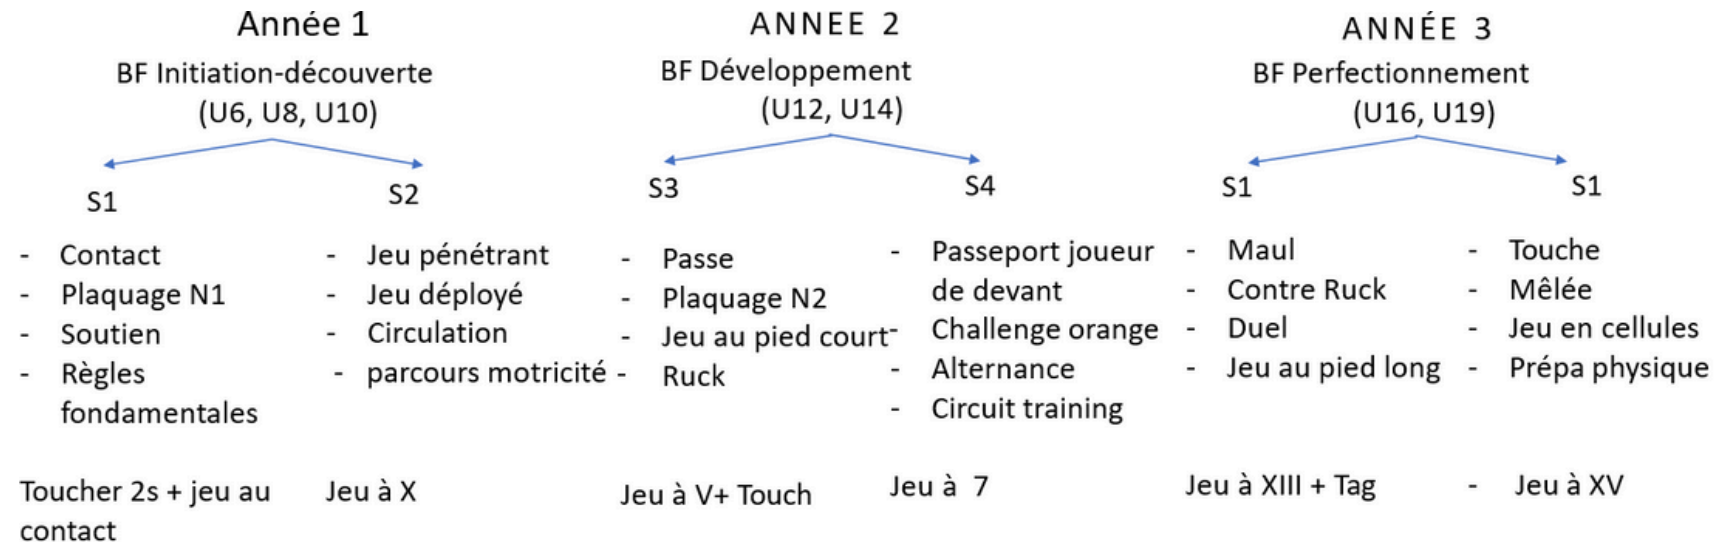 Année 1
BF Initiation-découverte
(U6, U8, U10)
S1
- Contact
- Plaquage N1
- Soutien
- Règles
fondamentales
Toucher 2s + jeu au
contact
S2
- Jeu pénétrant
- Jeu déployé
- Circulation
- parcours motricité
Jeu à X
ANNEE 2
BF Développement
(U12, U14)
S3
- Passe
- Plaquage N2
- Jeu au pied court
- Ruck
Jeu à V+ Touch
S4
- Passeport joueur
de devant
- Challenge orange
- Alternance
- Circuit training
Jeu à 7
ANNÉE 3
BF Perfectionnement
(U16, U19)
S1
- Maul
- Contre Ruck
- Duel
- Jeu au pied long
Jeu à XIII + Tag
S1
- Touche
- Mêlée
- Jeu en cellules
- Prépa physique
- Jeu à XV